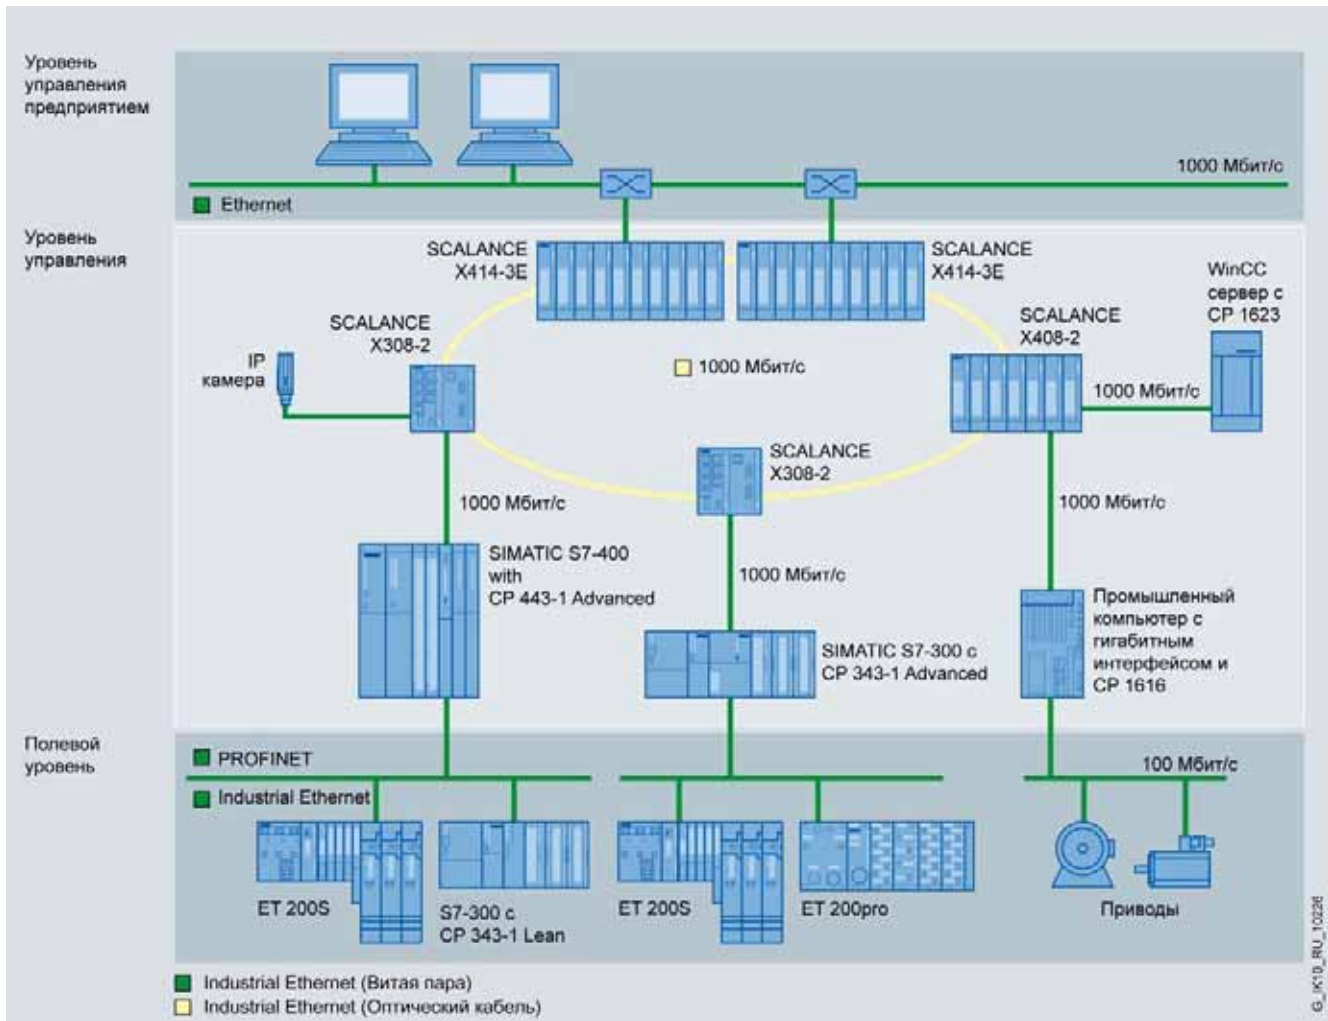 Уровень
управления
предприятием
1000 Мбит/с
Ethernet
Уровень
управления
SCALANCE
X414-3E
SCALANCE
X414-3E
WinCC
сервер с
CP 1623
SCALANCE
X308-2
SCALANCE
X408-2
IP
камера
1000 Мбит/с
1000 Мбит/с
SCALANCE
X308-2
1000 Мбит/с
1000 Мбит/с
SIMATIC S7-400
with
CP 443-1 Advanced
1000 Мбит/с
Промышленный
компьютер с
гигабитным
интерфейсом и
CP 1616
SIMATIC S7-300 с
CP 343-1 Advanced
Полевой
уровень
PROFINET
100 Мбит/с
Industrial Ethernet
ET 200S
S7-300 с
CP 343-1 Lean
ET 200S
ET 200pro
Приводы
Industrial Ethernet (Витая пара)
Industrial Ethernet (Оптический кабель)
G_IK10_RU_10226